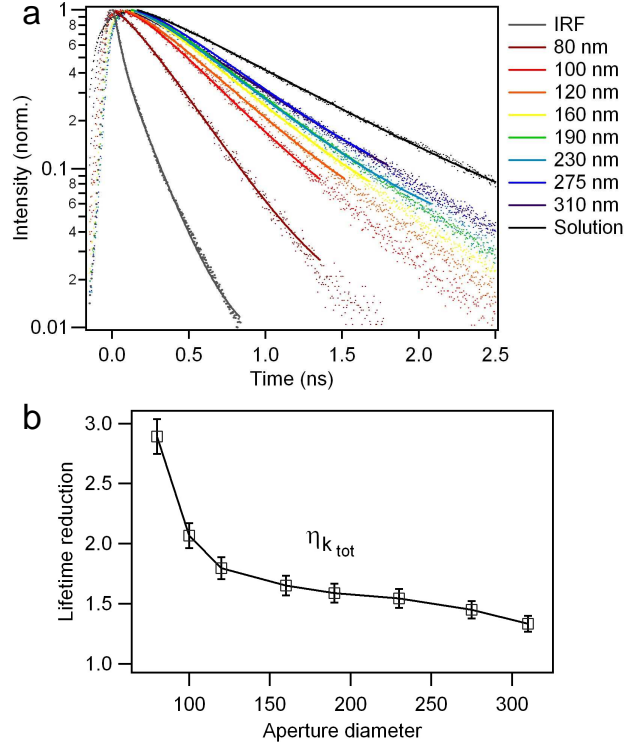 a
Intensity (norm.)
1
8
6
4
2
0.1
8
6
4
2
0.01
0.0 0.5 1.0 1.5 2.0 2.5
Time (ns)
IRF
80 nm
100 nm
120 nm
160 nm
190 nm
230 nm
275 nm
310 nm
Solution
b
Lifetime reduction
3.0
2.5
2.0
1.5
1.0
ηk tot
100 150 200 250 300
Aperture diameter